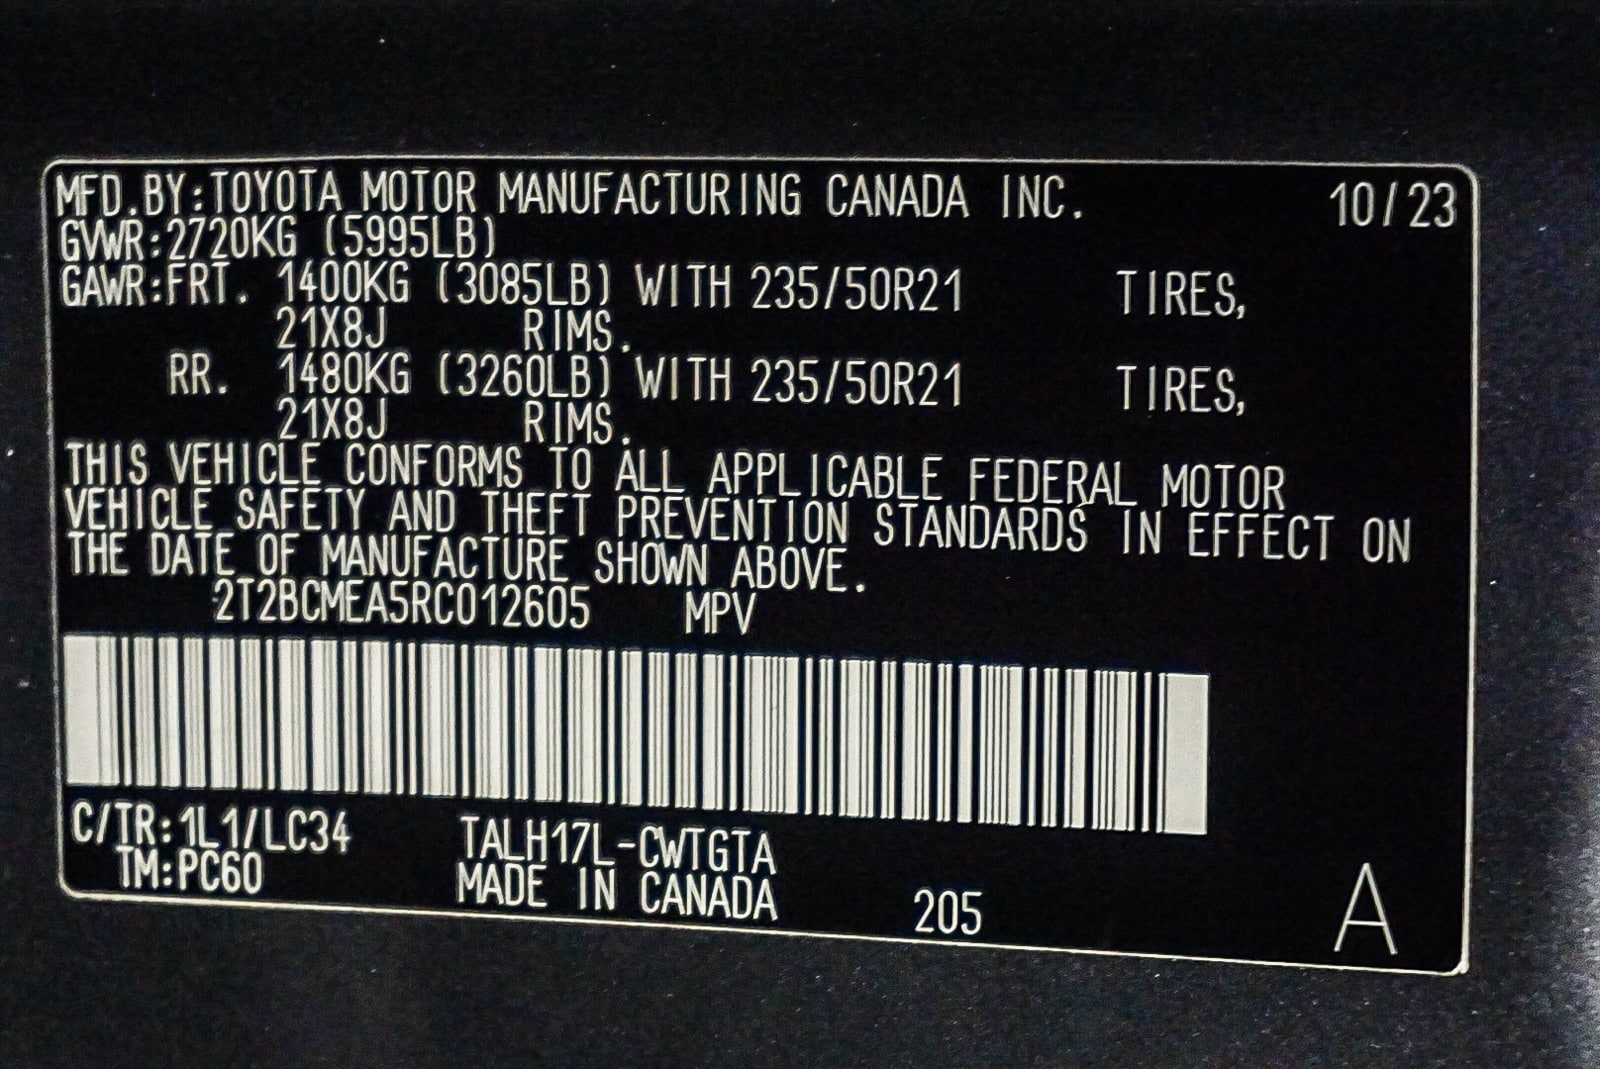 MFD.BY:TOYOTA MOTOR MANUFACTURING CANADA INC. 10/23
GVWR:2720KG (5995LB)
GAWR:FRT. 1400KG (3085LB) WITH 235/50R21 TIRES,
21X8J RIMS.
RR. 1480KG (3260LB) WITH 235/50R21 TIRES,
21X8J RIMS.
THIS VEHICLE CONFORMS TO ALL APPLICABLE FEDERAL MOTOR
VEHICLE SAFETY AND THEFT PREVENTION STANDARDS IN EFFECT ON
THE DATE OF MANUFACTURE SHOWN ABOVE.
2T2BCMEA5RC012605 MPV
C/TR:1L1/LC34 TALH17L-CWTGTA
TM:PC60 MADE IN CANADA 205 A